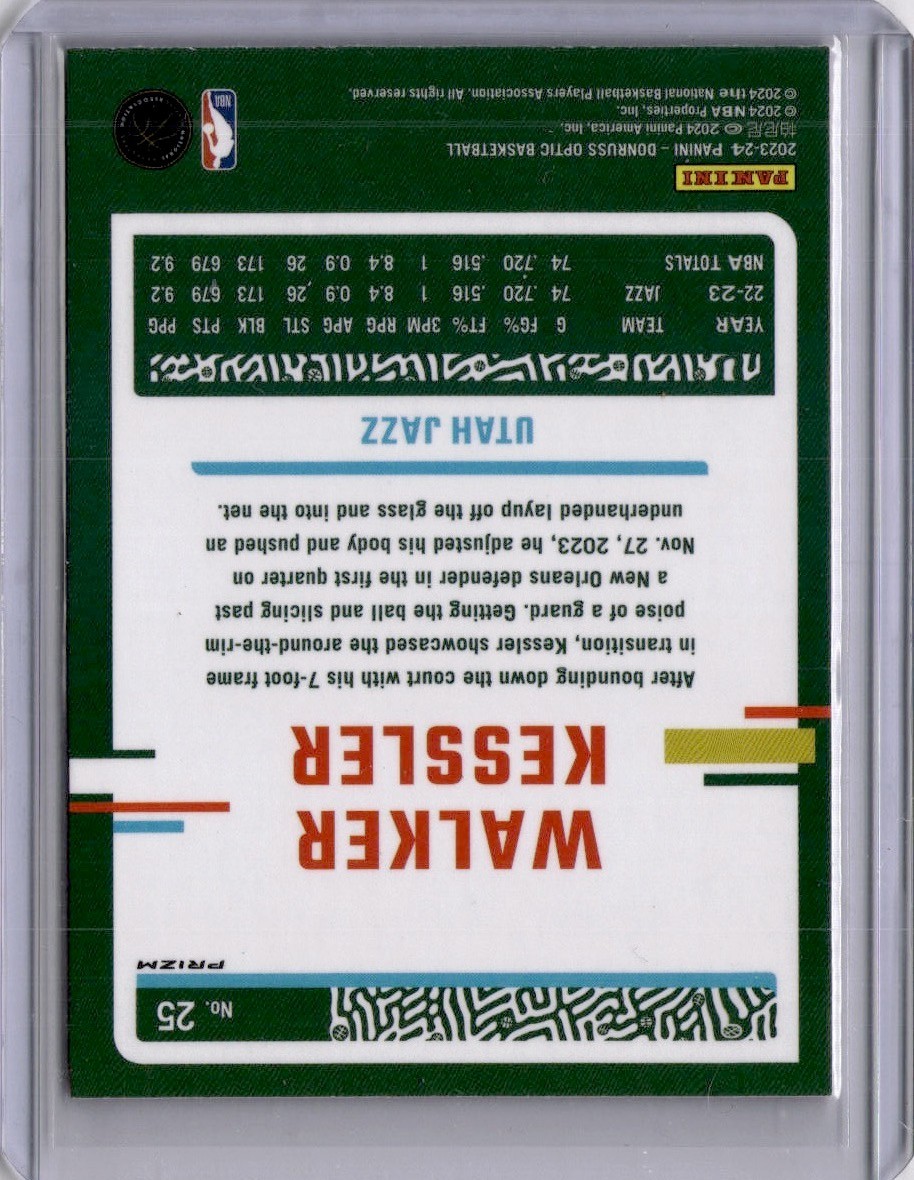 No. 25
PRIZM
WALKER
KESSLER
After bounding down the court with his 7-foot frame
in transition, Kessler showcased the around-the-rim
poise of a guard. Getting the ball and slicing past
a New Orleans defender in the first quarter on
Nov. 27, 2023, he adjusted his body and pushed an
underhanded layup off the glass and into the net.
UTAH JAZZ
YEAR TEAM G FG% FT% 3PM RPG APG STL BLK PTS PPG
22-23 JAZZ 74 .720 .516 1 8.4 0.9 26 173 679 9.2
NBA TOTALS 74 .720 .516 1 8.4 0.9 26 173 679 9.2
PANINI
2023-24 PANINI – DONRUSS OPTIC BASKETBALL
帕尼尼 © 2024 Panini America, Inc.
© 2024 NBA Properties, Inc.
© 2024 the National Basketball Players Association. All rights reserved.
NBA